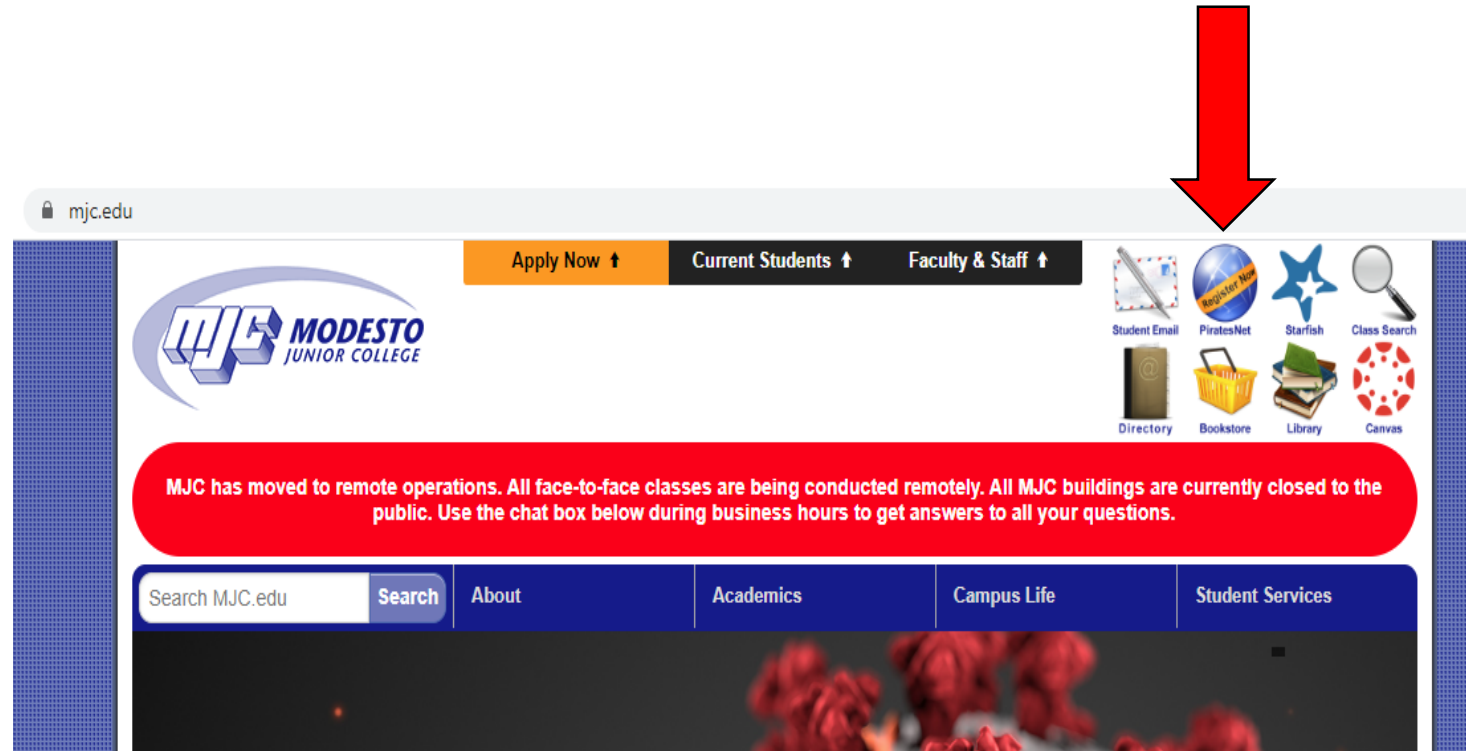 mjc.edu
Apply Now ⬆ Current Students ⬆ Faculty & Staff ⬆
Register Now
Student Email PiratesNet Starfish Class Search
MJC MODESTO
JUNIOR COLLEGE
@
Directory Bookstore Library Canvas
MJC has moved to remote operations. All face-to-face classes are being conducted remotely. All MJC buildings are currently closed to the
public. Use the chat box below during business hours to get answers to all your questions.
Search MJC.edu Search About Academics Campus Life Student Services